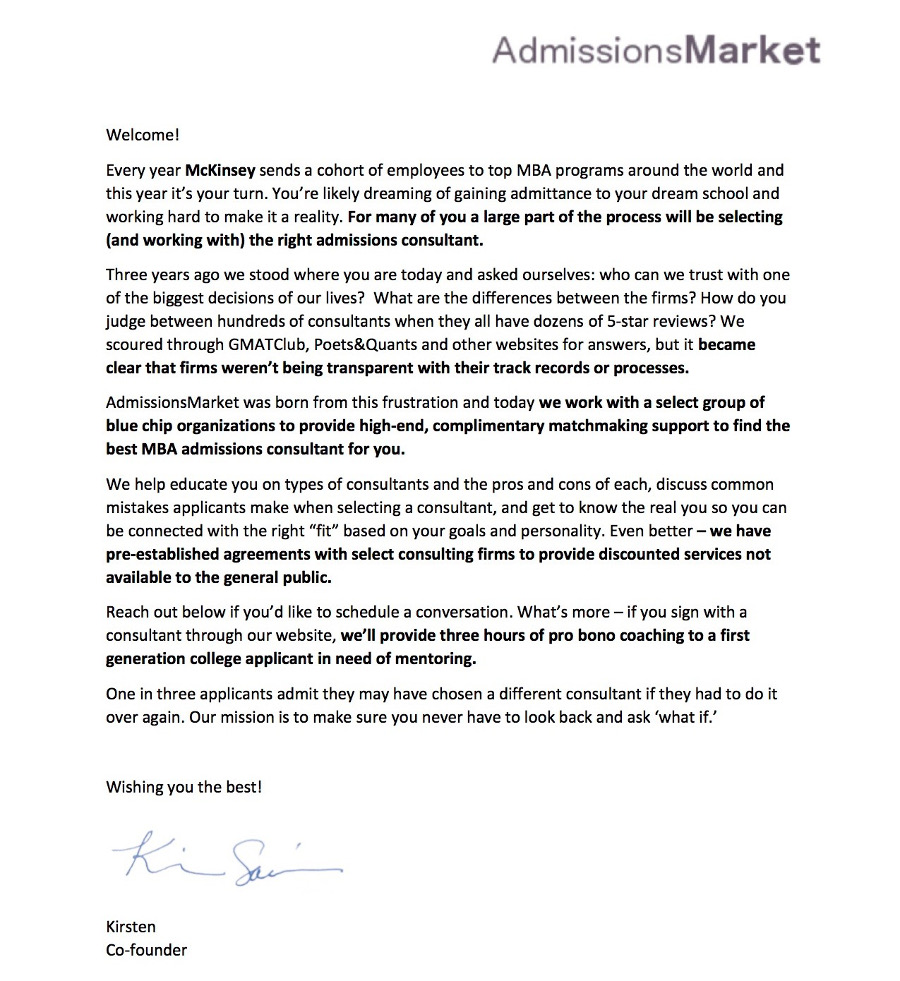 AdmissionsMarket
Welcome!
Every year McKinsey sends a cohort of employees to top MBA programs around the world and
this year it’s your turn. You’re likely dreaming of gaining admittance to your dream school and
working hard to make it a reality. For many of you a large part of the process will be selecting
(and working with) the right admissions consultant.
Three years ago we stood where you are today and asked ourselves: who can we trust with one
of the biggest decisions of our lives?  What are the differences between the firms? How do you
judge between hundreds of consultants when they all have dozens of 5-star reviews? We
scoured through GMATClub, Poets&Quants and other websites for answers, but it became
clear that firms weren’t being transparent with their track records or processes.
AdmissionsMarket was born from this frustration and today we work with a select group of
blue chip organizations to provide high-end, complimentary matchmaking support to find the
best MBA admissions consultant for you.
We help educate you on types of consultants and the pros and cons of each, discuss common
mistakes applicants make when selecting a consultant, and get to know the real you so you can
be connected with the right “fit” based on your goals and personality. Even better – we have
pre-established agreements with select consulting firms to provide discounted services not
available to the general public.
Reach out below if you’d like to schedule a conversation. What’s more – if you sign with a
consultant through our website, we’ll provide three hours of pro bono coaching to a first
generation college applicant in need of mentoring.
One in three applicants admit they may have chosen a different consultant if they had to do it
over again. Our mission is to make sure you never have to look back and ask ‘what if.’
Wishing you the best!
Kirsten
Co-founder